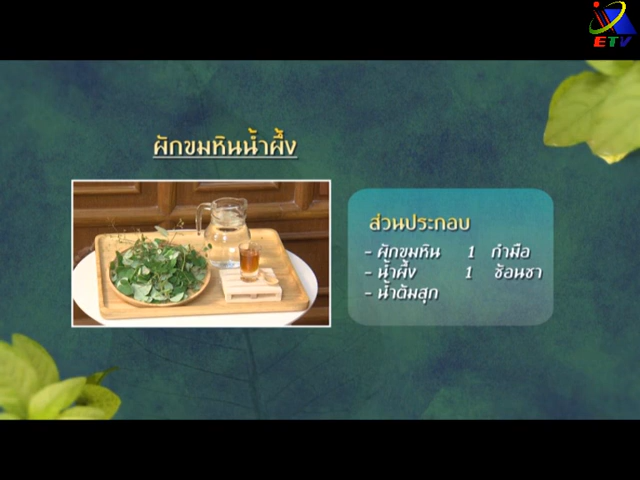 ETV
ผักขมหินน้ำผึ้ง
ส่วนประกอบ
- ผักขมหิน 1 กำมือ
- น้ำผึ้ง 1 ช้อนชา
- น้ำต้มสุก